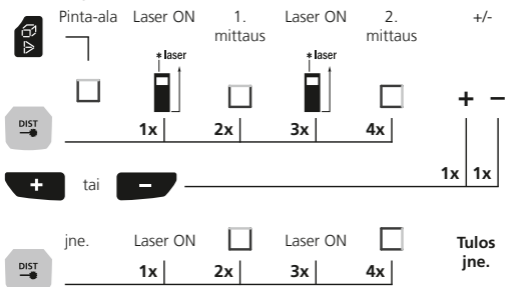 Pinta-ala Laser ON 1. mittaus Laser ON 2. mittaus +/-
laser laser
+ −
DIST 1x 2x 3x 4x
1x 1x
+ tai −
jne. Laser ON Laser ON Tulos jne.
DIST 1x 2x 3x 4x